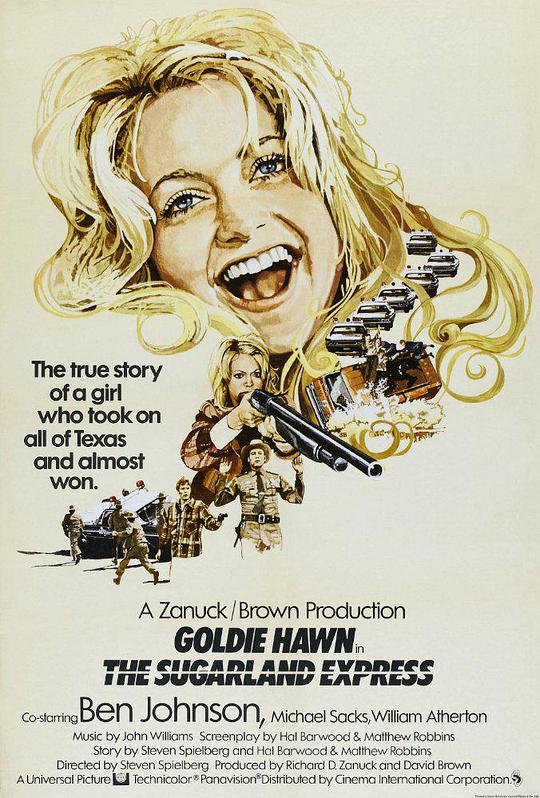 The true story
of a girl
who took on
all of Texas
and almost
won.
A Zanuck/Brown Production
GOLDIE HAWN in
THE SUGARLAND EXPRESS
Co-starring Ben Johnson, Michael Sacks, William Atherton
Music by John Williams Screenplay by Hal Barwood & Matthew Robbins
Story by Steven Spielberg and Hal Barwood & Matthew Robbins
Directed by Steven Spielberg Produced by Richard D. Zanuck and David Brown
A Universal Picture Technicolor® Panavision® Distributed by Cinema International Corporation.